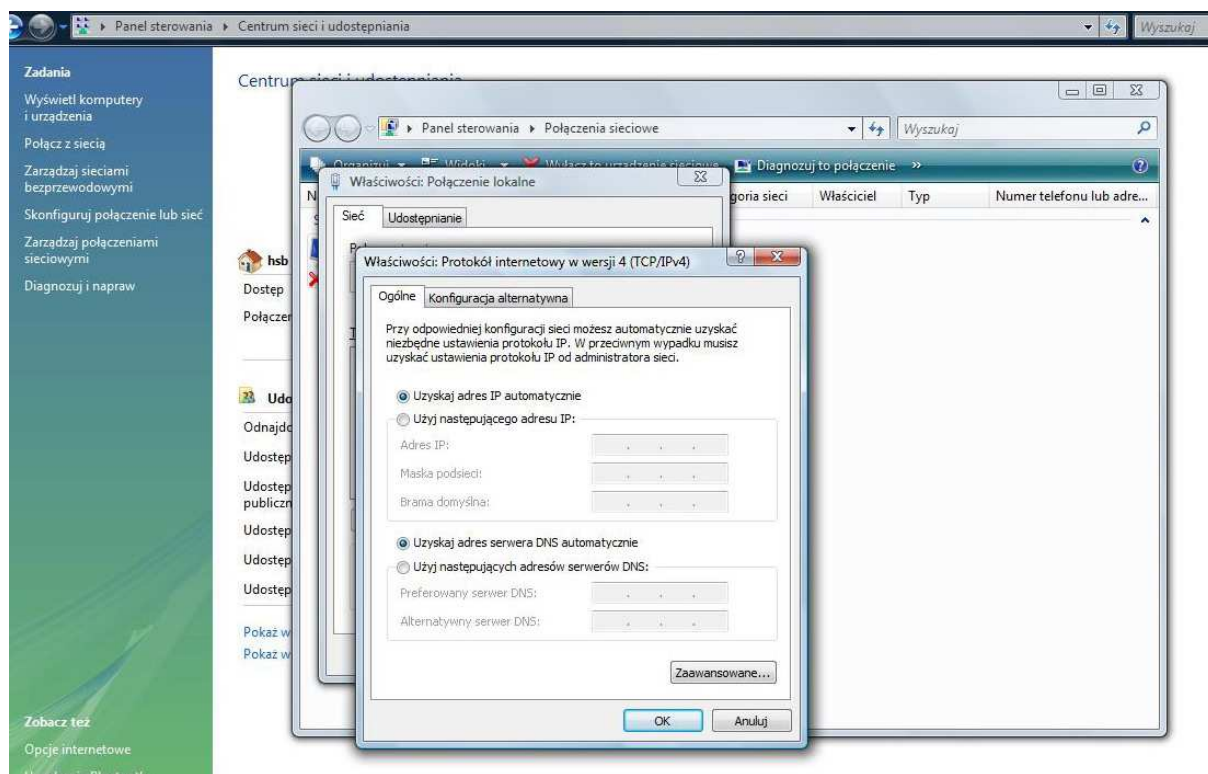 Panel sterowania ▸ Centrum sieci i udostępniania
Wyszukaj
Zadania
Wyświetl komputery
i urządzenia
Połącz z siecią
Zarządzaj sieciami
bezprzewodowymi
Skonfiguruj połączenie lub sieć
Zarządzaj połączeniami
sieciowymi
Diagnozuj i napraw
Zobacz też
Opcje internetowe
Centrum sieci i udostępniania
hsb
Dostęp
Połączen
Udo
Odnajdo
Udostęp
Udostęp
publiczn
Udostęp
Udostęp
Udostęp
Pokaż w
Pokaż w
Panel sterowania ▸ Połączenia sieciowe
Wyszukaj
Organizuj Widoki Wyłącz to urządzenie sieciowe Diagnozuj to połączenie »
N goria sieci Właściciel Typ Numer telefonu lub adre...
Właściwości: Połączenie lokalne
Sieć Udostępnianie
Właściwości: Protokół internetowy w wersji 4 (TCP/IPv4)
Ogólne Konfiguracja alternatywna
Przy odpowiedniej konfiguracji sieci możesz automatycznie uzyskać
niezbędne ustawienia protokołu IP. W przeciwnym wypadku musisz
uzyskać ustawienia protokołu IP od administratora sieci.
Uzyskaj adres IP automatycznie
Użyj następującego adresu IP:
Adres IP:
Maska podsieci:
Brama domyślna:
Uzyskaj adres serwera DNS automatycznie
Użyj następujących adresów serwerów DNS:
Preferowany serwer DNS:
Alternatywny serwer DNS:
Zaawansowane...
OK Anuluj